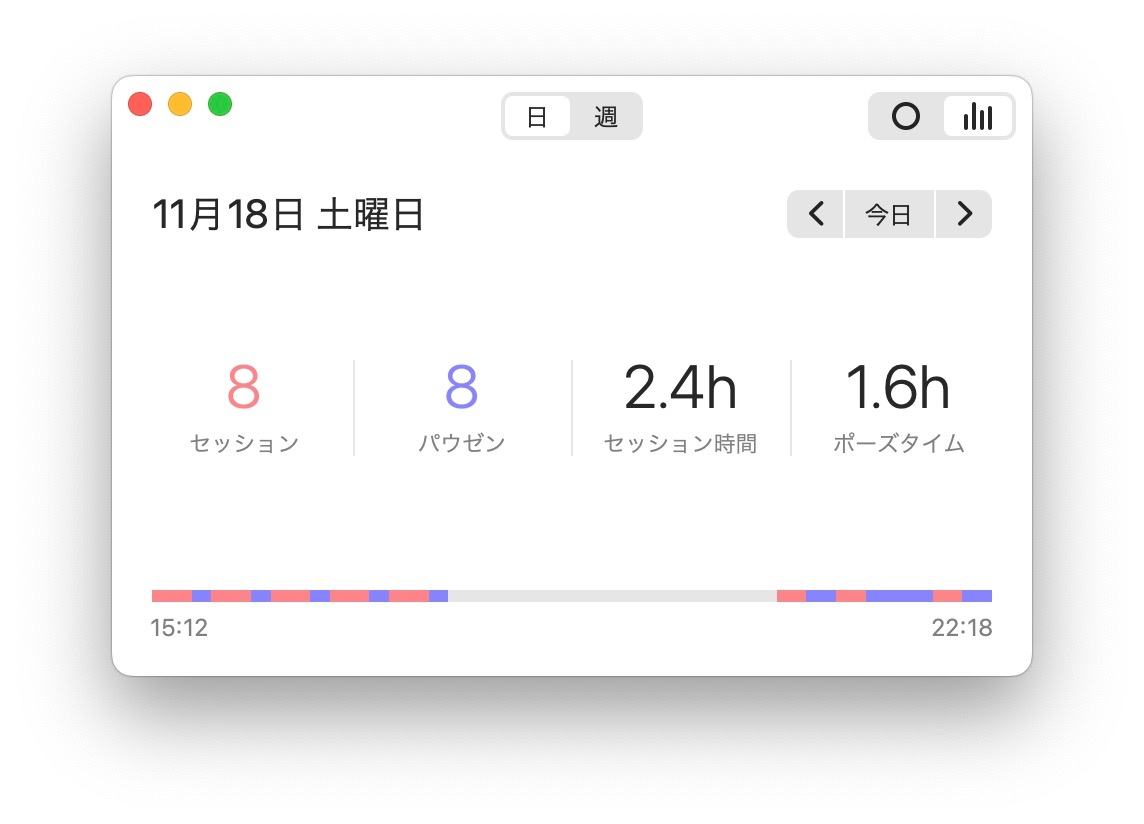 日 週
11月18日 土曜日
今日
8 8 2.4h 1.6h
セッション パウゼン セッション時間 ポーズタイム
15:12 22:18